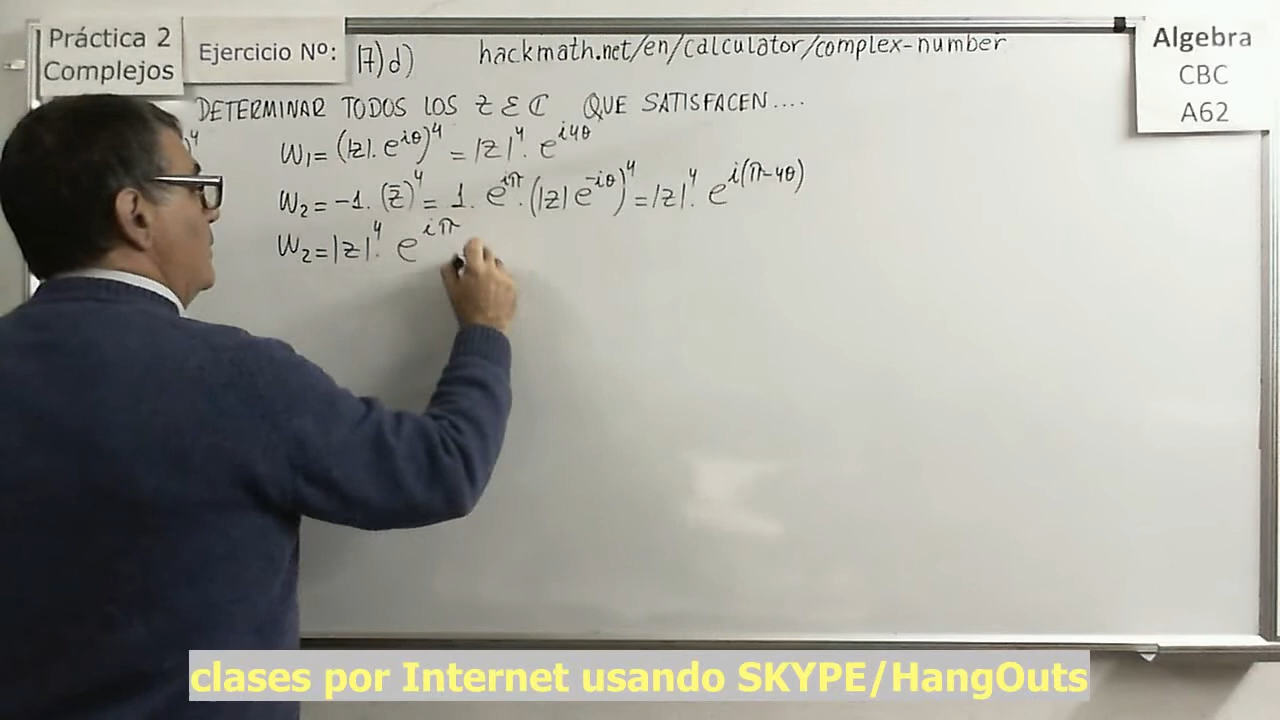 Práctica 2
Complejos
Ejercicio Nº:
17)d)
hackmath.net/en/calculator/complex-number
Algebra
CBC
A62
DETERMINAR TODOS LOS Z ∈ ℂ QUE SATISFACEN....
)⁴
W₁ = (|z|. e^{iθ})⁴ = |z|⁴. e^{i4θ}
W₂ = -1. (z̄)⁴ = 1. e^{iπ}. (|z| e^{-iθ})⁴ = |z|⁴. e^{i(π-4θ)}
W₂ = |z|⁴. e^{iπ}
clases por Internet usando SKYPE/HangOuts